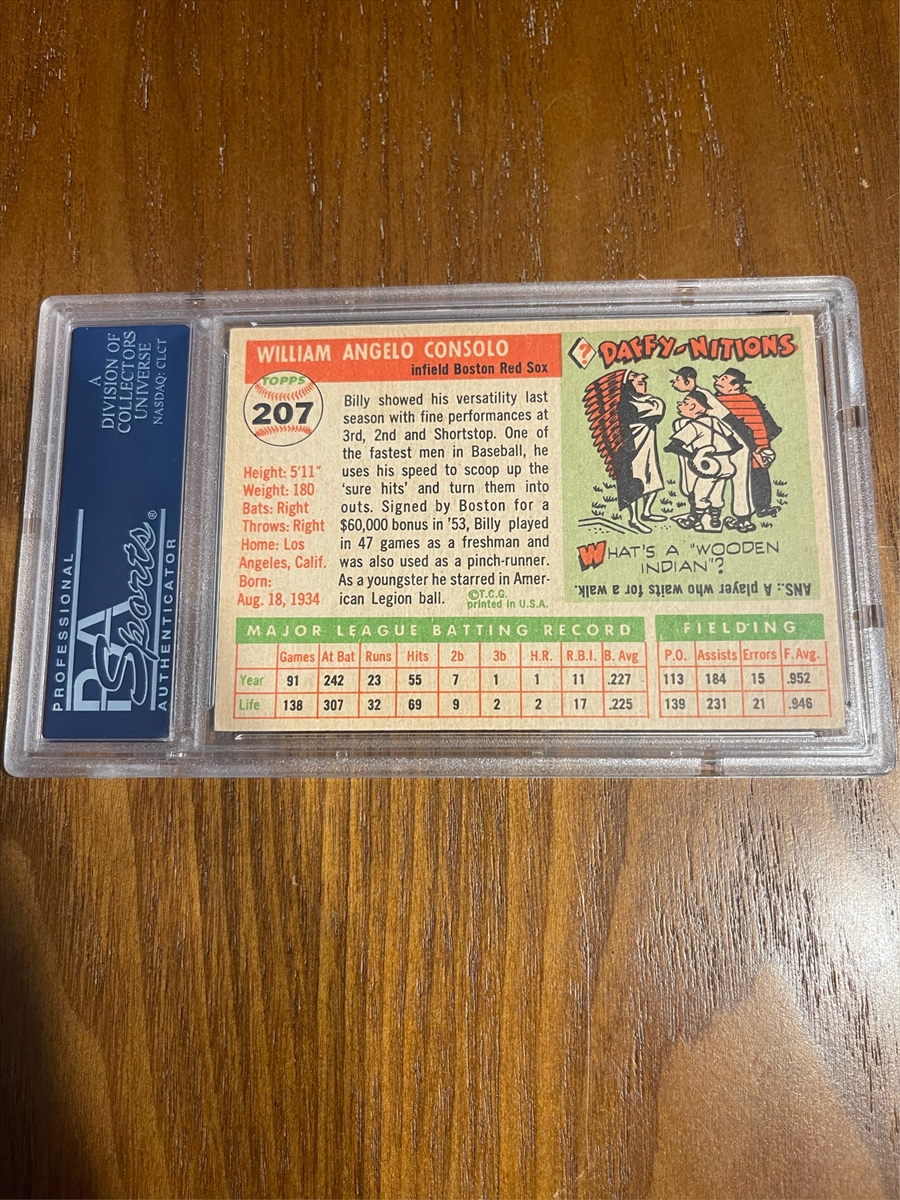 A
DIVISION OF
COLLECTORS
UNIVERSE
NASDAQ: CLCT
PROFESSIONAL
PSA
Sports®
AUTHENTICATOR
WILLIAM ANGELO CONSOLO
infield Boston Red Sox
TOPPS
207
Height: 5'11"
Weight: 180
Bats: Right
Throws: Right
Home: Los
Angeles, Calif.
Born:
Aug. 18, 1934
Billy showed his versatility last
season with fine performances at
3rd, 2nd and Shortstop. One of
the fastest men in Baseball, he
uses his speed to scoop up the
'sure hits' and turn them into
outs. Signed by Boston for a
$60,000 bonus in '53, Billy played
in 47 games as a freshman and
was also used as a pinch-runner.
As a youngster he starred in Amer-
ican Legion ball.
©T.C.G.
printed in U.S.A.
? DAFFY-NITIONS
6
WHAT'S A "WOODEN
INDIAN"?
ANS.: A player who waits for a walk.
MAJOR LEAGUE BATTING RECORD
Games At Bat Runs Hits 2b 3b H.R. R.B.I. B. Avg
Year 91 242 23 55 7 1 1 11 .227
Life 138 307 32 69 9 2 2 17 .225
FIELDING
P.O. Assists Errors F. Avg.
113 184 15 .952
139 231 21 .946